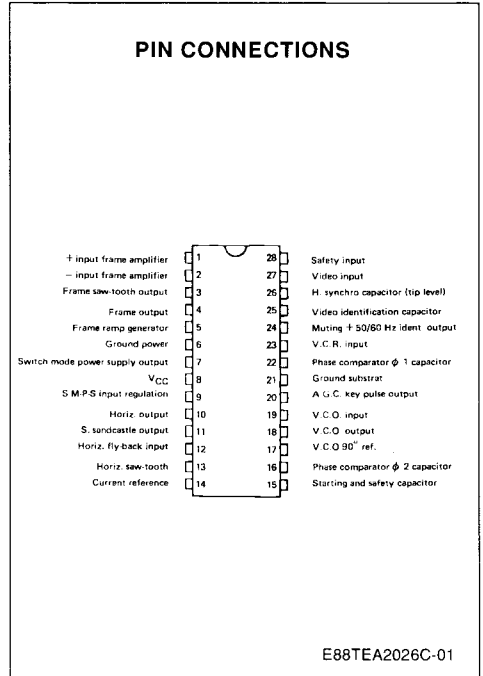 PIN CONNECTIONS
+ input frame amplifier 1 28 Safety input
− input frame amplifier 2 27 Video input
Frame saw-tooth output 3 26 H. synchro capacitor (tip level)
Frame output 4 25 Video identification capacitor
Frame ramp generator 5 24 Muting + 50/60 Hz ident output
Ground power 6 23 V.C.R. input
Switch mode power supply output 7 22 Phase comparator ϕ 1 capacitor
VCC 8 21 Ground substrat
S M-P-S input regulation 9 20 A G.C. key pulse output
Horiz. output 10 19 V.C.O. input
S. sandcastle output 11 18 V.C.O output
Horiz. fly-back input 12 17 V.C.O 90° ref.
Horiz. saw-tooth 13 16 Phase comparator ϕ 2 capacitor
Current reference 14 15 Starting and safety capacitor
E88TEA2026C-01